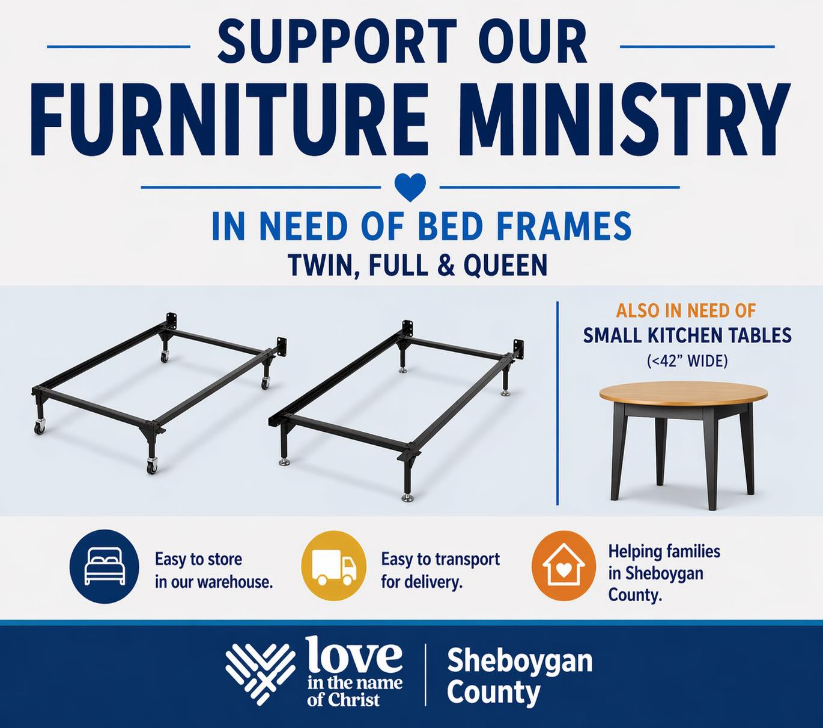 SUPPORT OUR
FURNITURE MINISTRY
IN NEED OF BED FRAMES
TWIN, FULL & QUEEN
ALSO IN NEED OF
SMALL KITCHEN TABLES
(<42” WIDE)
Easy to store
in our warehouse.
Easy to transport
for delivery.
Helping families
in Sheboygan
County.
love
in the name
of Christ
Sheboygan
County